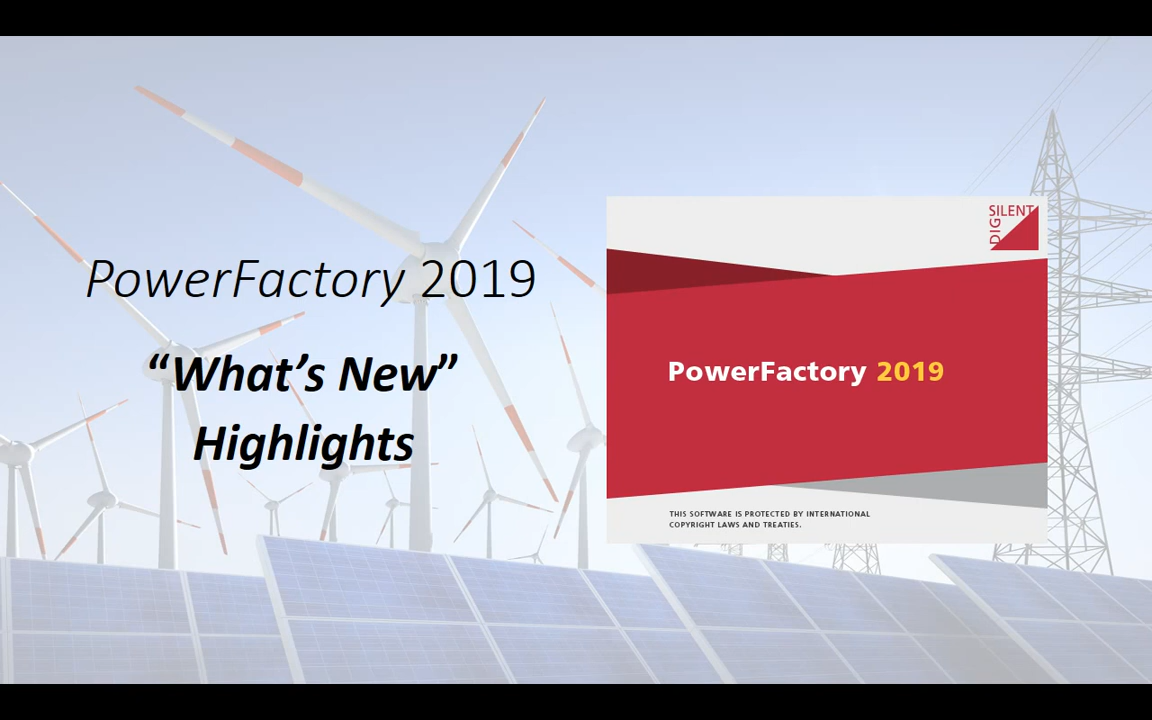 PowerFactory 2019
“What’s New”
Highlights
SILENT
DIG
PowerFactory 2019
THIS SOFTWARE IS PROTECTED BY INTERNATIONAL
COPYRIGHT LAWS AND TREATIES.